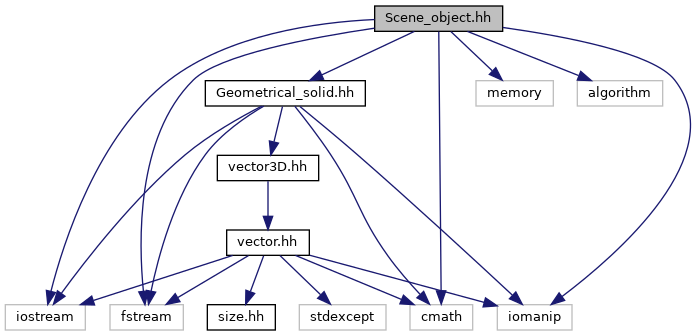 Scene_object.hh
Geometrical_solid.hh
memory
algorithm
vector3D.hh
vector.hh
iostream
fstream
size.hh
stdexcept
cmath
iomanip